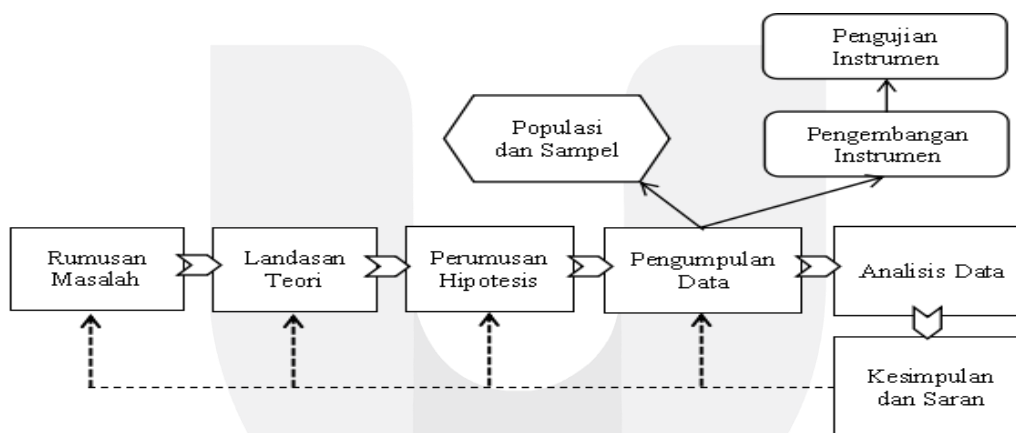 Pengujian
Instrumen
Populasi
dan Sampel
Pengembangan
Instrumen
Rumusan
Masalah
Landasan
Teori
Perumusan
Hipotesis
Pengumpulan
Data
Analisis Data
Kesimpulan
dan Saran